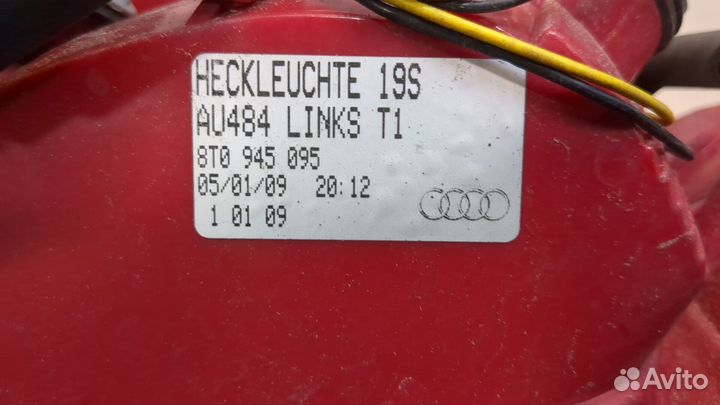 HECKLEUCHTE 19S
AU484 LINKS T1
8T0 945 095
05/01/09 20:12
1 01 09
Avito